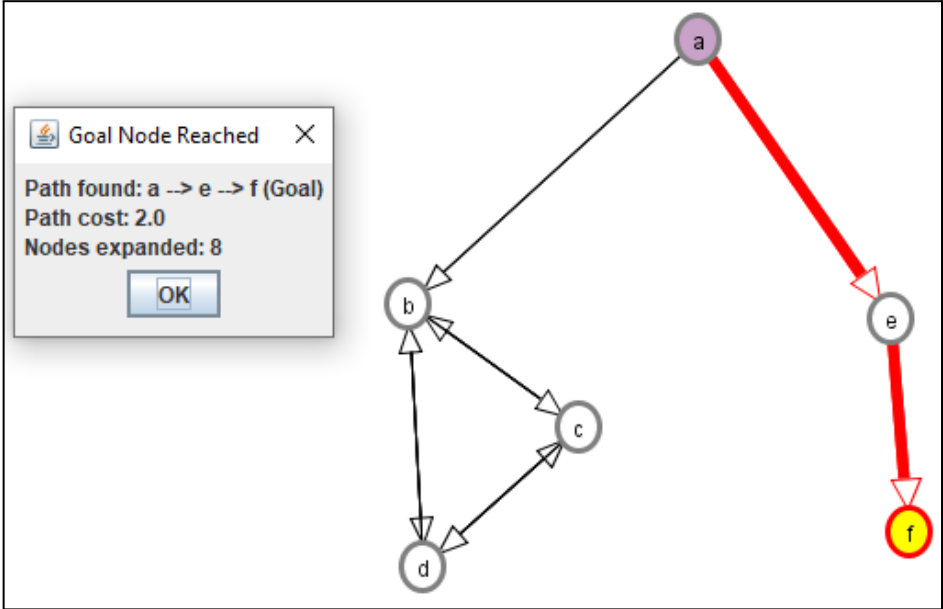 a
Goal Node Reached
Path found: a --> e --> f (Goal)
Path cost: 2.0
Nodes expanded: 8
OK
b
e
c
f
d